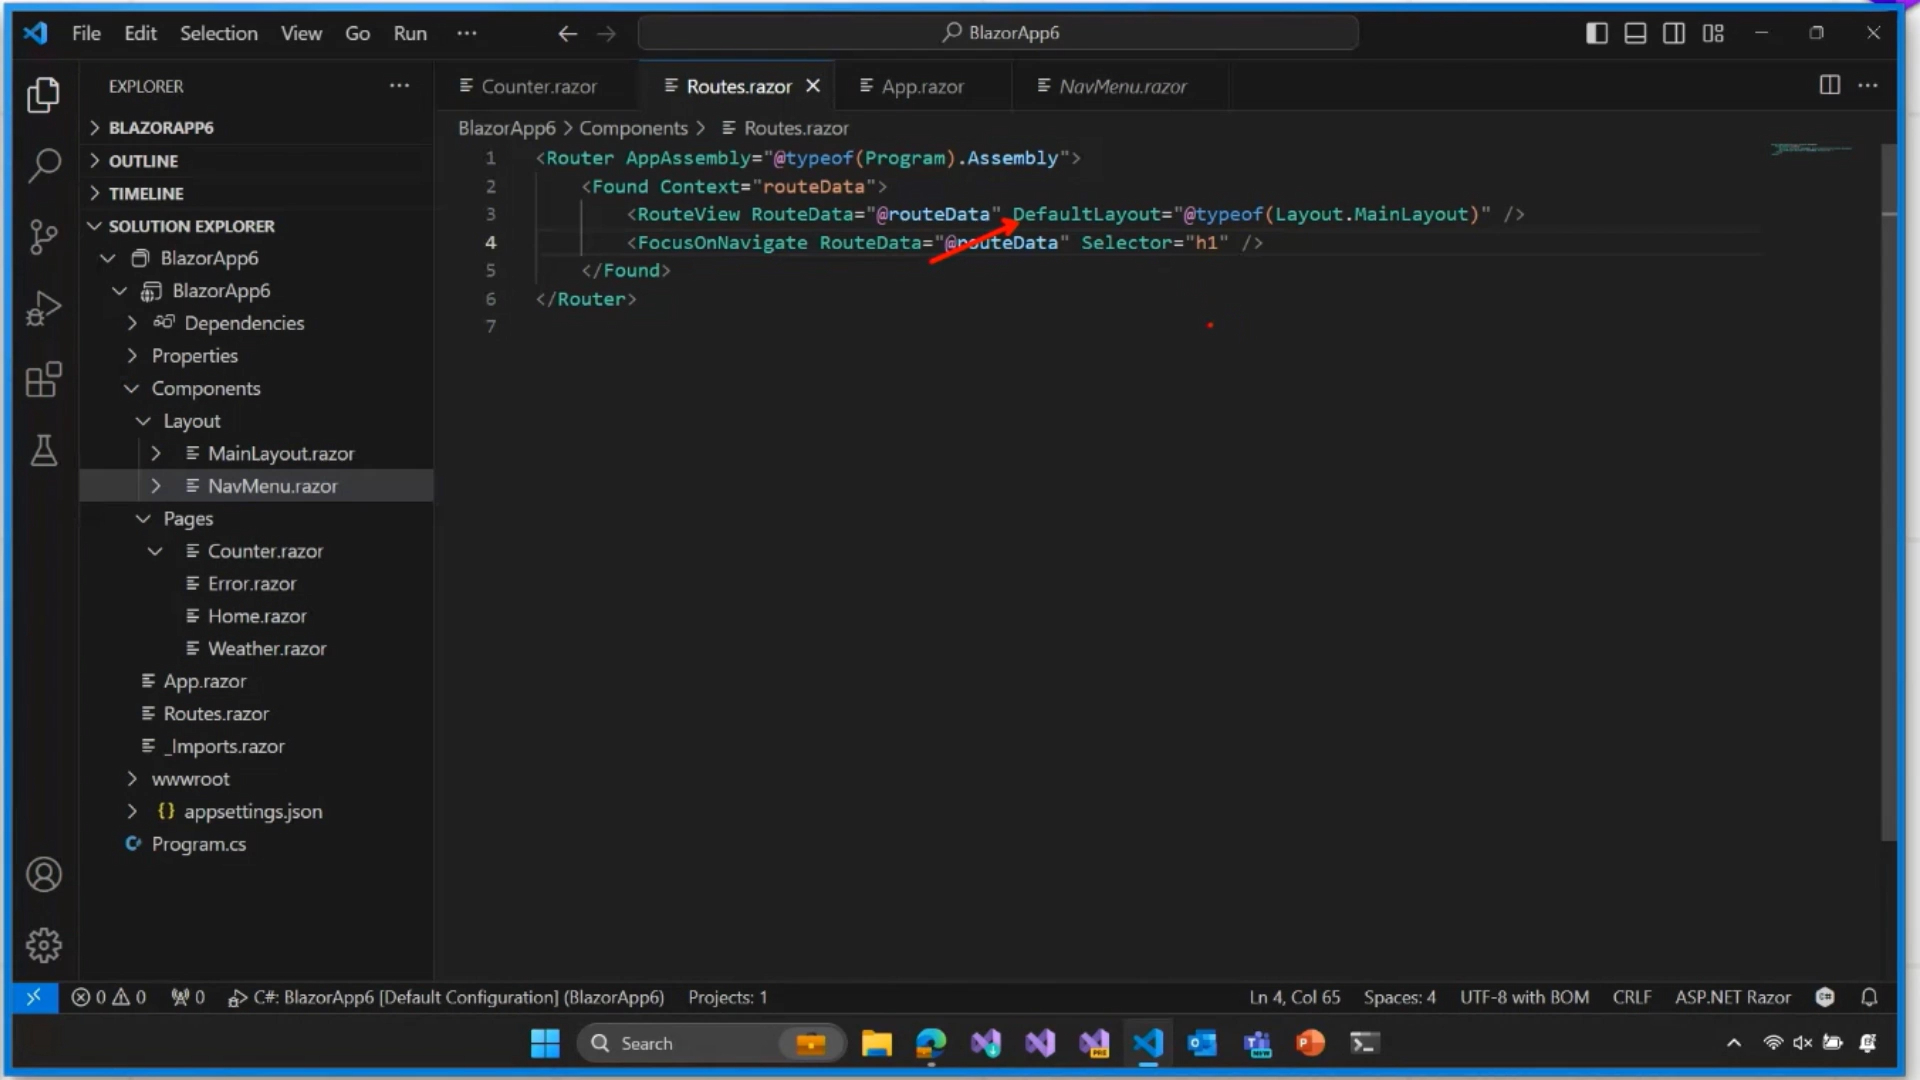 File Edit Selection View Go Run ···
BlazorApp6
EXPLORER ···
Counter.razor
Routes.razor
App.razor
NavMenu.razor
BLAZORAPP6
OUTLINE
TIMELINE
SOLUTION EXPLORER
BlazorApp6
BlazorApp6
Dependencies
Properties
Components
Layout
MainLayout.razor
NavMenu.razor
Pages
Counter.razor
Error.razor
Home.razor
Weather.razor
App.razor
Routes.razor
_Imports.razor
wwwroot
{} appsettings.json
Program.cs
BlazorApp6 > Components > Routes.razor
1 <Router AppAssembly="@typeof(Program).Assembly">
2 <Found Context="routeData">
3 <RouteView RouteData="@routeData" DefaultLayout="@typeof(Layout.MainLayout)" />
4 <FocusOnNavigate RouteData="@routeData" Selector="h1" />
5 </Found>
6 </Router>
7
0 0 0 C#: BlazorApp6 [Default Configuration] (BlazorApp6) Projects: 1
Ln 4, Col 65 Spaces: 4 UTF-8 with BOM CRLF ASP.NET Razor
Search
PRE